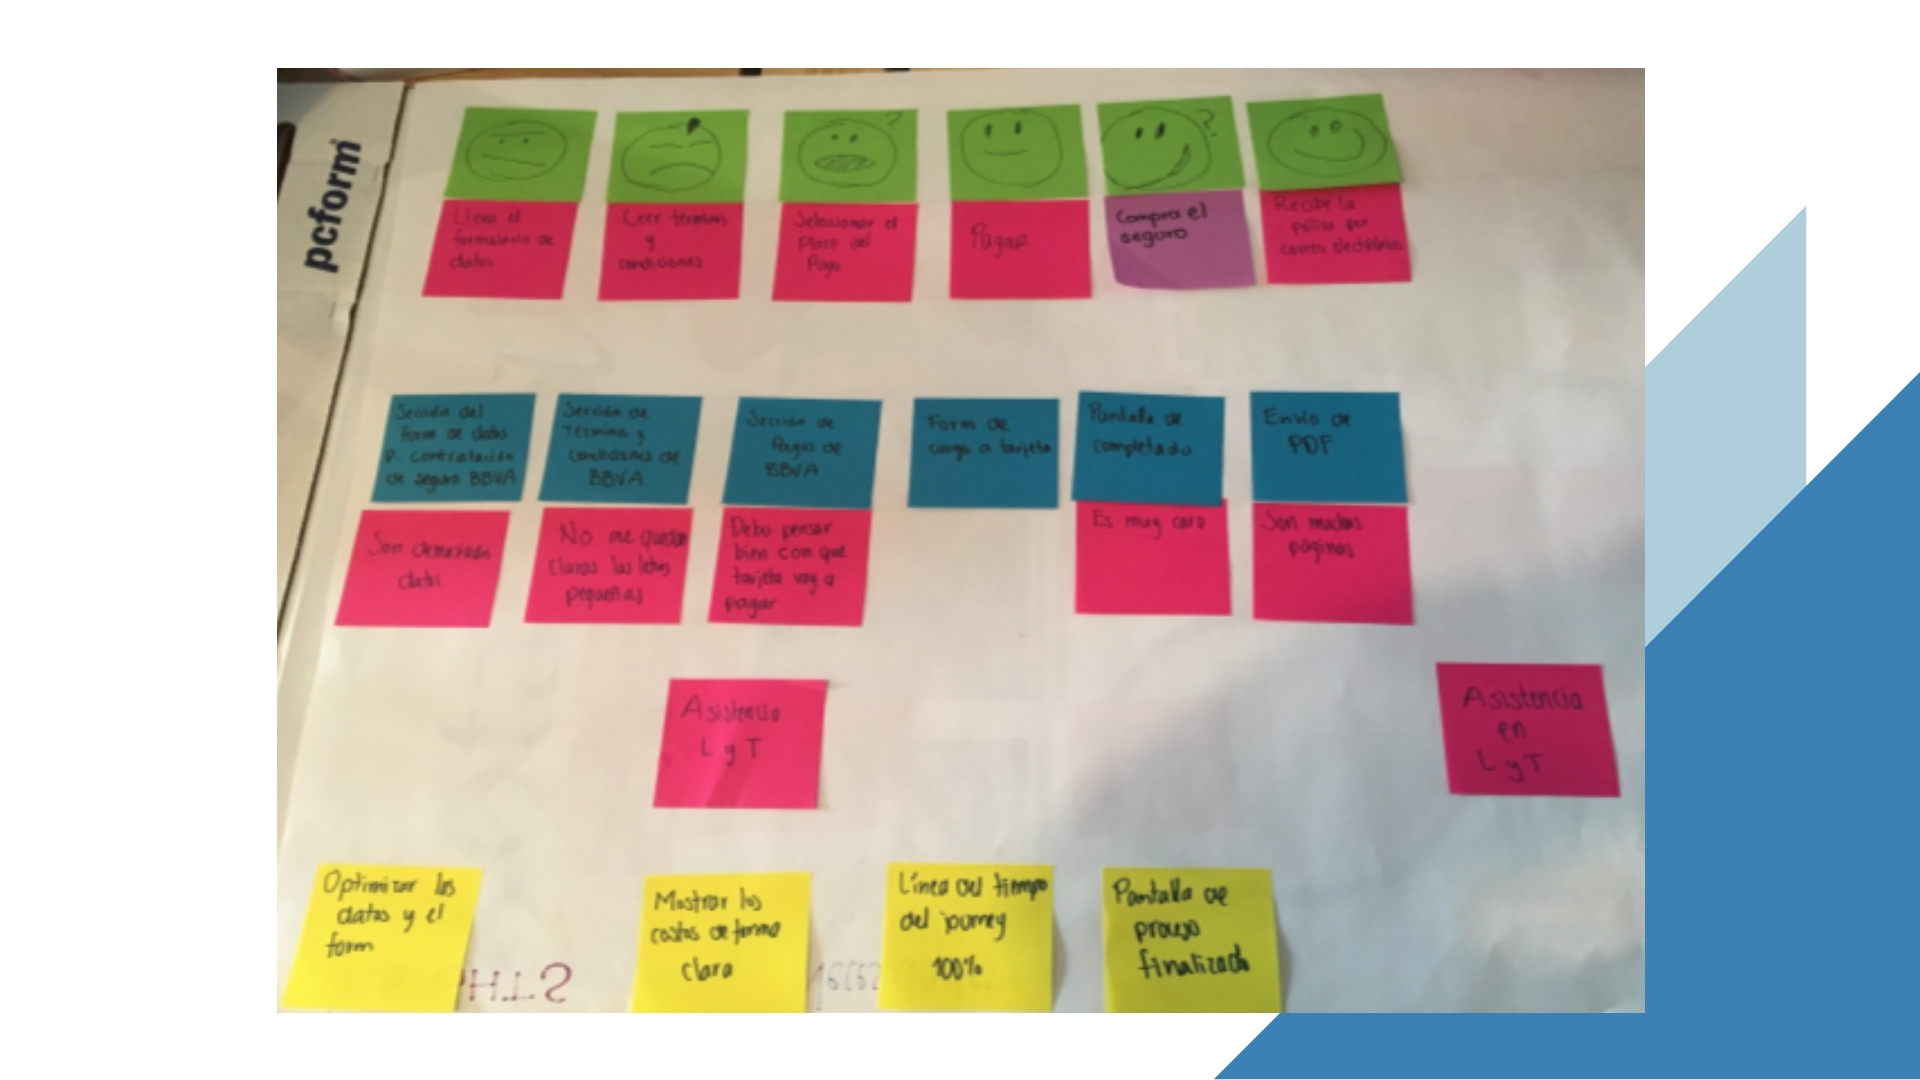 pcform
?
?
Llena el
formulario de
datos
Leer términos
y
condiciones
Seleccionar el
plazo del
Pago
Pagar
Compra el
seguro
Recibe la
póliza por
correo electrónico
Sección del
form de datos
p. contratación
de seguro BBVA
Sección de
Términos y
condiciones de
BBVA
Sección de
Pagos de
BBVA
Form de
cargo a tarjeta
Pantalla de
completado
Envío de
PDF
Son demasiados
datos
No me quedan
claras las letras
pequeñas
Debo pensar
bien con que
tarjeta voy a
pagar
Es muy caro
Son muchas
páginas
Asistencia
L y T
Asistencia
en
L y T
Optimizar los
datos y el
form
Mostrar los
costos de forma
clara
Línea del tiempo
del journey
100%
Pantalla de
proceso
finalizado